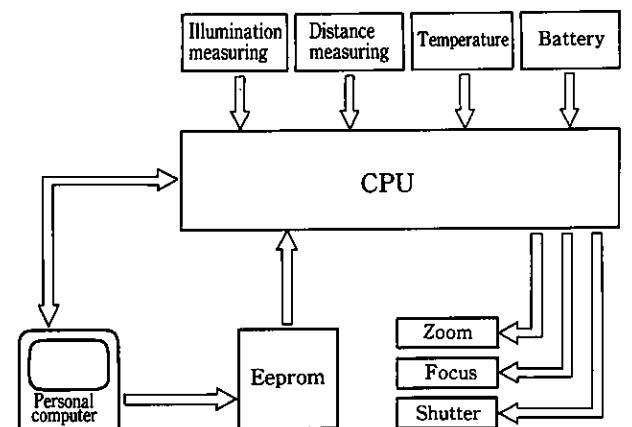 Illumination
measuring
Distance
measuring
Temperature
Battery
CPU
Zoom
Focus
Shutter
Eeprom
Personal
computer